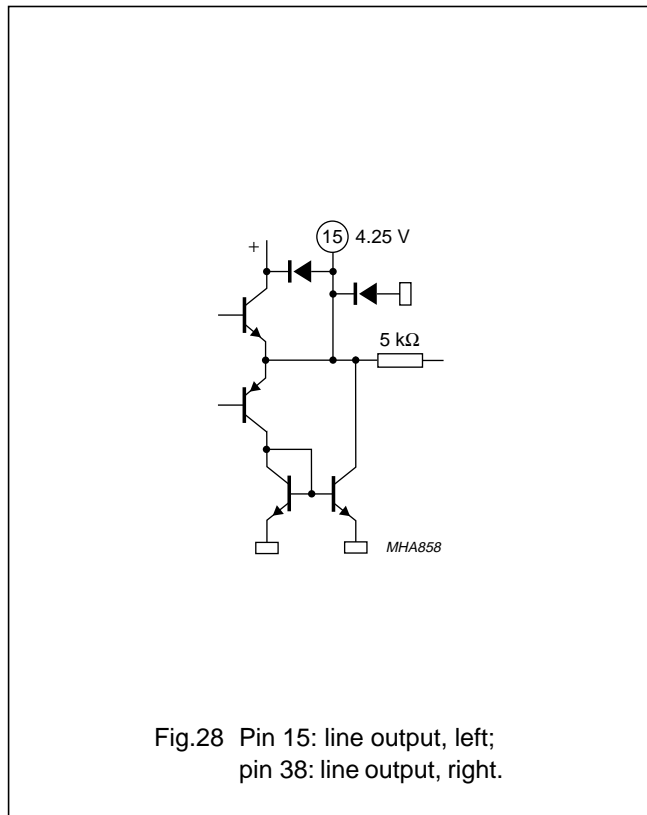 15 4.25 V
+
5 kΩ
MHA858
Fig.28 Pin 15: line output, left;
pin 38: line output, right.